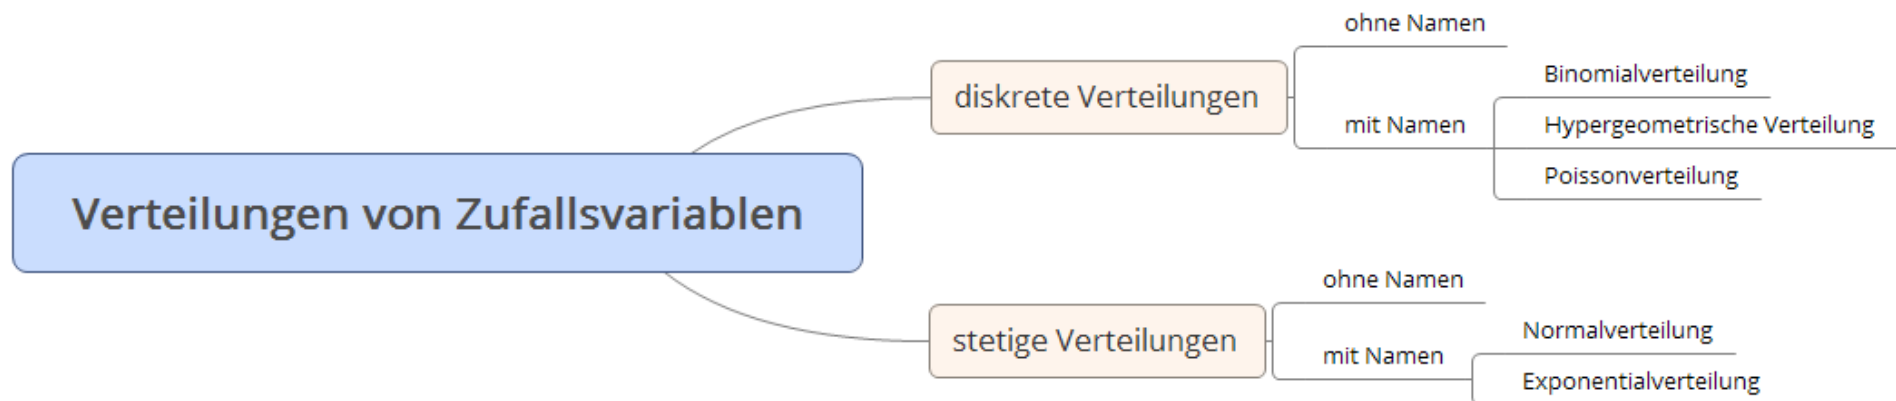 Verteilungen von Zufallsvariablen
diskrete Verteilungen
ohne Namen
mit Namen
Binomialverteilung
Hypergeometrische Verteilung
Poissonverteilung
stetige Verteilungen
ohne Namen
mit Namen
Normalverteilung
Exponentialverteilung